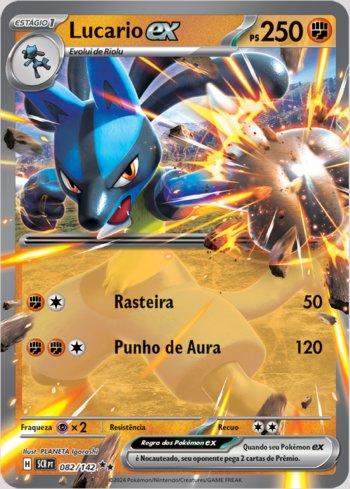 ESTÁGIO 1
Lucario ex
PS 250
Evolui de Riolu
Rasteira 50
Punho de Aura 120
Fraqueza ×2 Resistência Recuo
Ilust. PLANETA Igarashi
Regra dos Pokémon ex
Quando seu Pokémon ex
é Nocauteado, seu oponente pega 2 cartas de Prêmio.
H SCR PT 082/142
©2024 Pokémon/Nintendo/Creatures/GAME FREAK